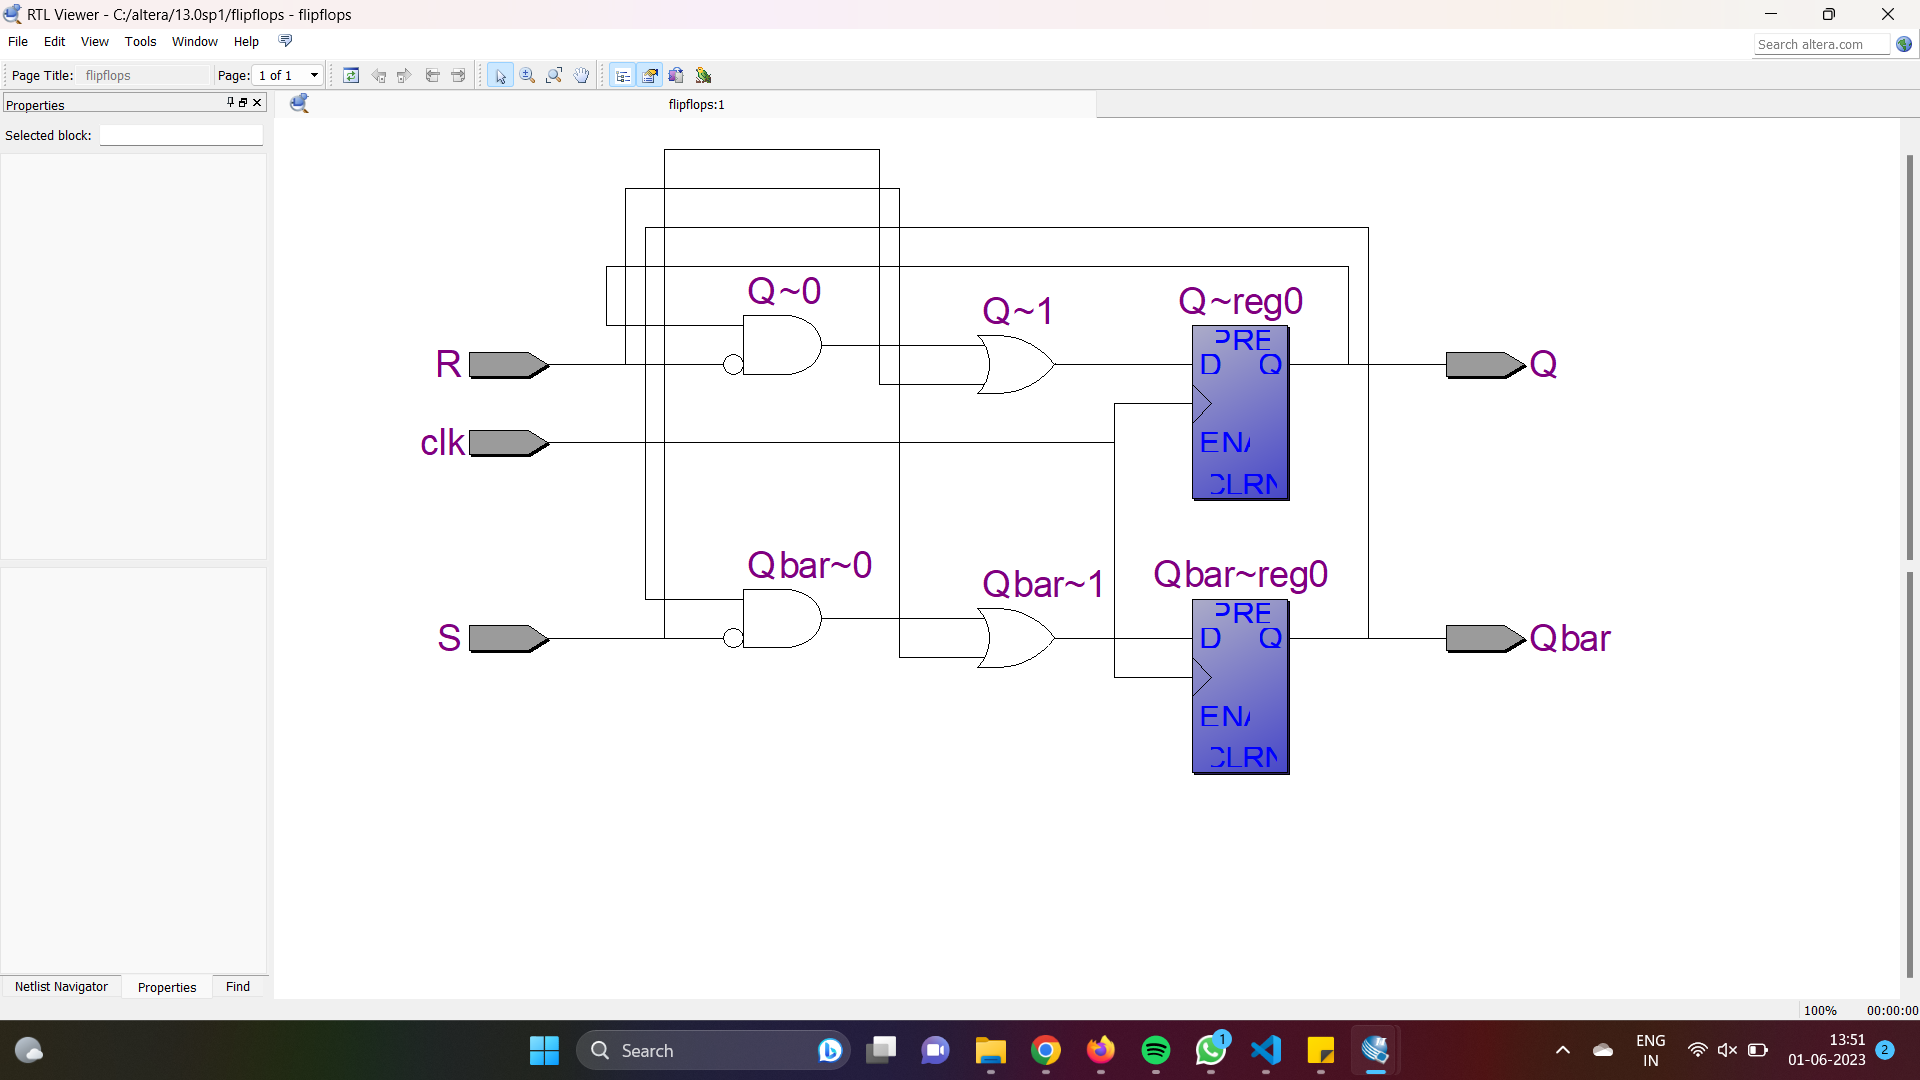 RTL Viewer - C:/altera/13.0sp1/flipflops - flipflops
File Edit View Tools Window Help
Search altera.com
Page Title: flipflops Page: 1 of 1
Properties
flipflops:1
Selected block:
Q~0
Q~1
Q~reg0
PRE
R
D Q
Q
clk
ENA
CLRN
Qbar~0
Qbar~1
Qbar~reg0
PRE
S
D Q
Qbar
ENA
CLRN
Netlist Navigator Properties Find
100% 00:00:00
Search
1
ENG
IN
13:51
01-06-2023
2